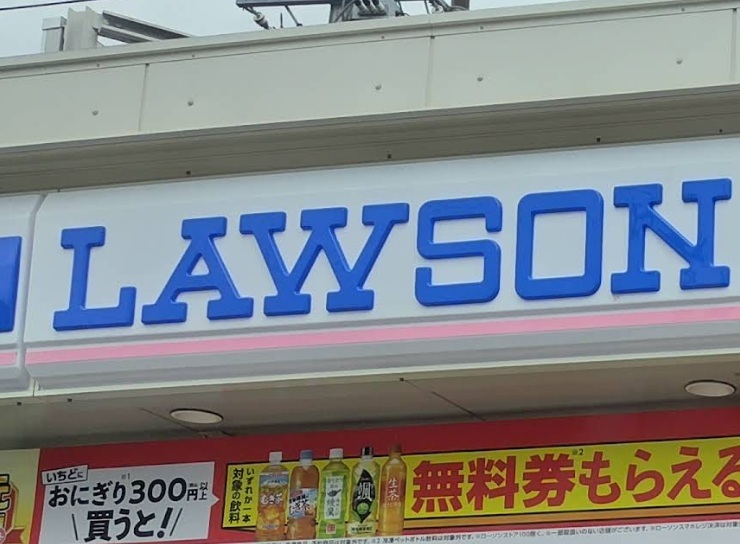 LAWSON
いちどに
おにぎり300円以上
買うと!
いずれか一本
対象の飲料
無料券もらえる